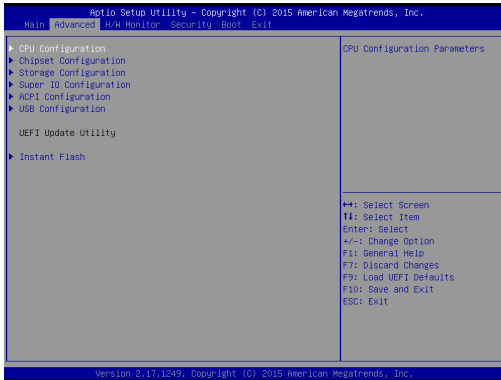 Aptio Setup Utility – Copyright (C) 2015 American Megatrends, Inc.
Main Advanced H/W Monitor Security Boot Exit
▶ CPU Configuration
▶ Chipset Configuration
▶ Storage Configuration
▶ Super IO Configuration
▶ ACPI Configuration
▶ USB Configuration
UEFI Update Utility
▶ Instant Flash
CPU Configuration Parameters
↔: Select Screen
↑↓: Select Item
Enter: Select
+/-: Change Option
F1: General Help
F7: Discard Changes
F9: Load UEFI Defaults
F10: Save and Exit
ESC: Exit
Version 2.17.1249. Copyright (C) 2015 American Megatrends, Inc.